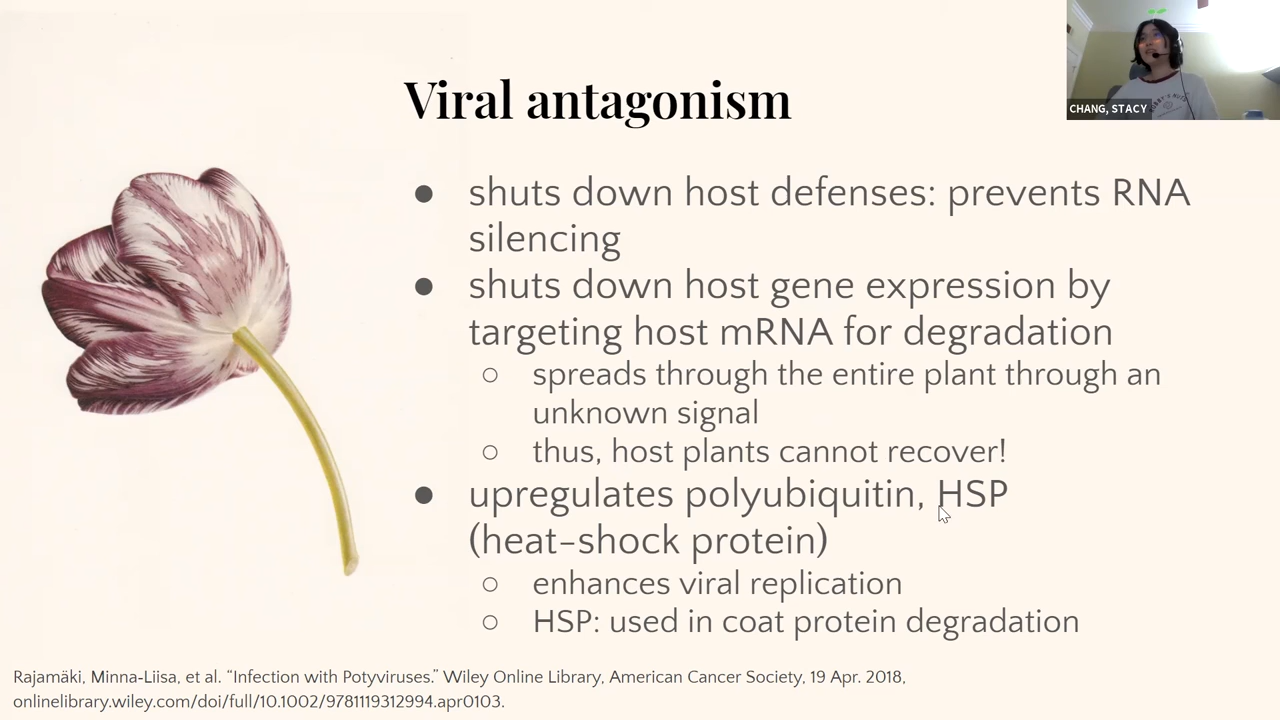 Viral antagonism
CHANG, STACY
● shuts down host defenses: prevents RNA
silencing
● shuts down host gene expression by
targeting host mRNA for degradation
○ spreads through the entire plant through an
unknown signal
○ thus, host plants cannot recover!
● upregulates polyubiquitin, HSP
(heat-shock protein)
○ enhances viral replication
○ HSP: used in coat protein degradation
Rajamäki, Minna-Liisa, et al. “Infection with Potyviruses.” Wiley Online Library, American Cancer Society, 19 Apr. 2018,
onlinelibrary.wiley.com/doi/full/10.1002/9781119312994.apr0103.